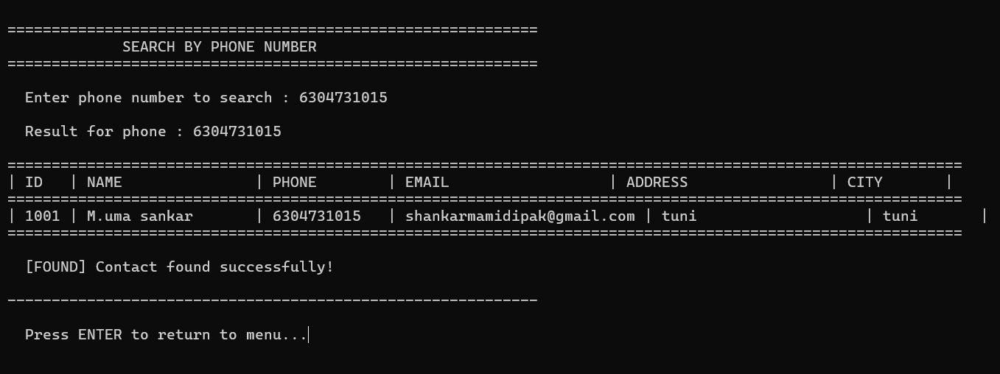 ============================================================
             SEARCH BY PHONE NUMBER
============================================================
  Enter phone number to search : 6304731015
  Result for phone : 6304731015
============================================================================================================
| ID   | NAME               | PHONE        | EMAIL                  | ADDRESS                | CITY       |
============================================================================================================
| 1001 | M.uma sankar       | 6304731015   | shankarmamidipak@gmail.com | tuni                   | tuni       |
============================================================================================================
  [FOUND] Contact found successfully!
------------------------------------------------------------
  Press ENTER to return to menu...